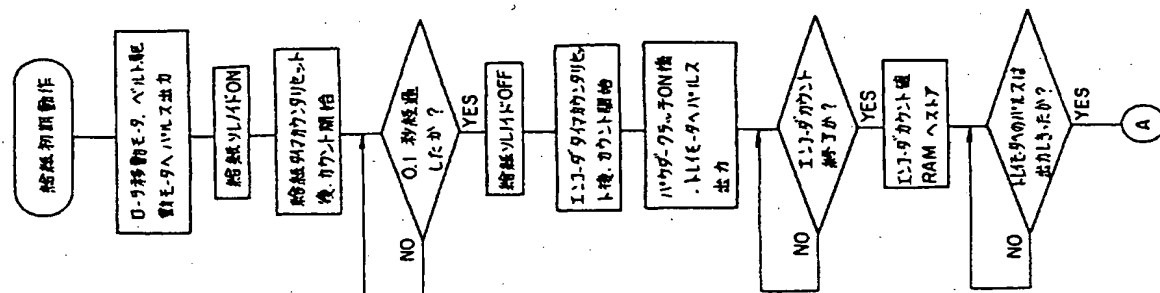 給紙初期動作
ローラ移動モータ、ベルト駆
動モータへパルス出力
給紙ソレノイドON
給紙タイマカウンタリセット
後、カウント開始
0.1 秒経過
したか?
YES
NO
給紙ソレノイドOFF
エンコーダタイマカウンタリセッ
ト後、カウント開始
パウダークラッチON後
、トレイモータへパルス
出力
エンコーダカウント
終了か?
YES
NO
エンコーダカウント値
RAM へストア
トレイモータへのパルスは
出力しきったか?
YES
NO
A